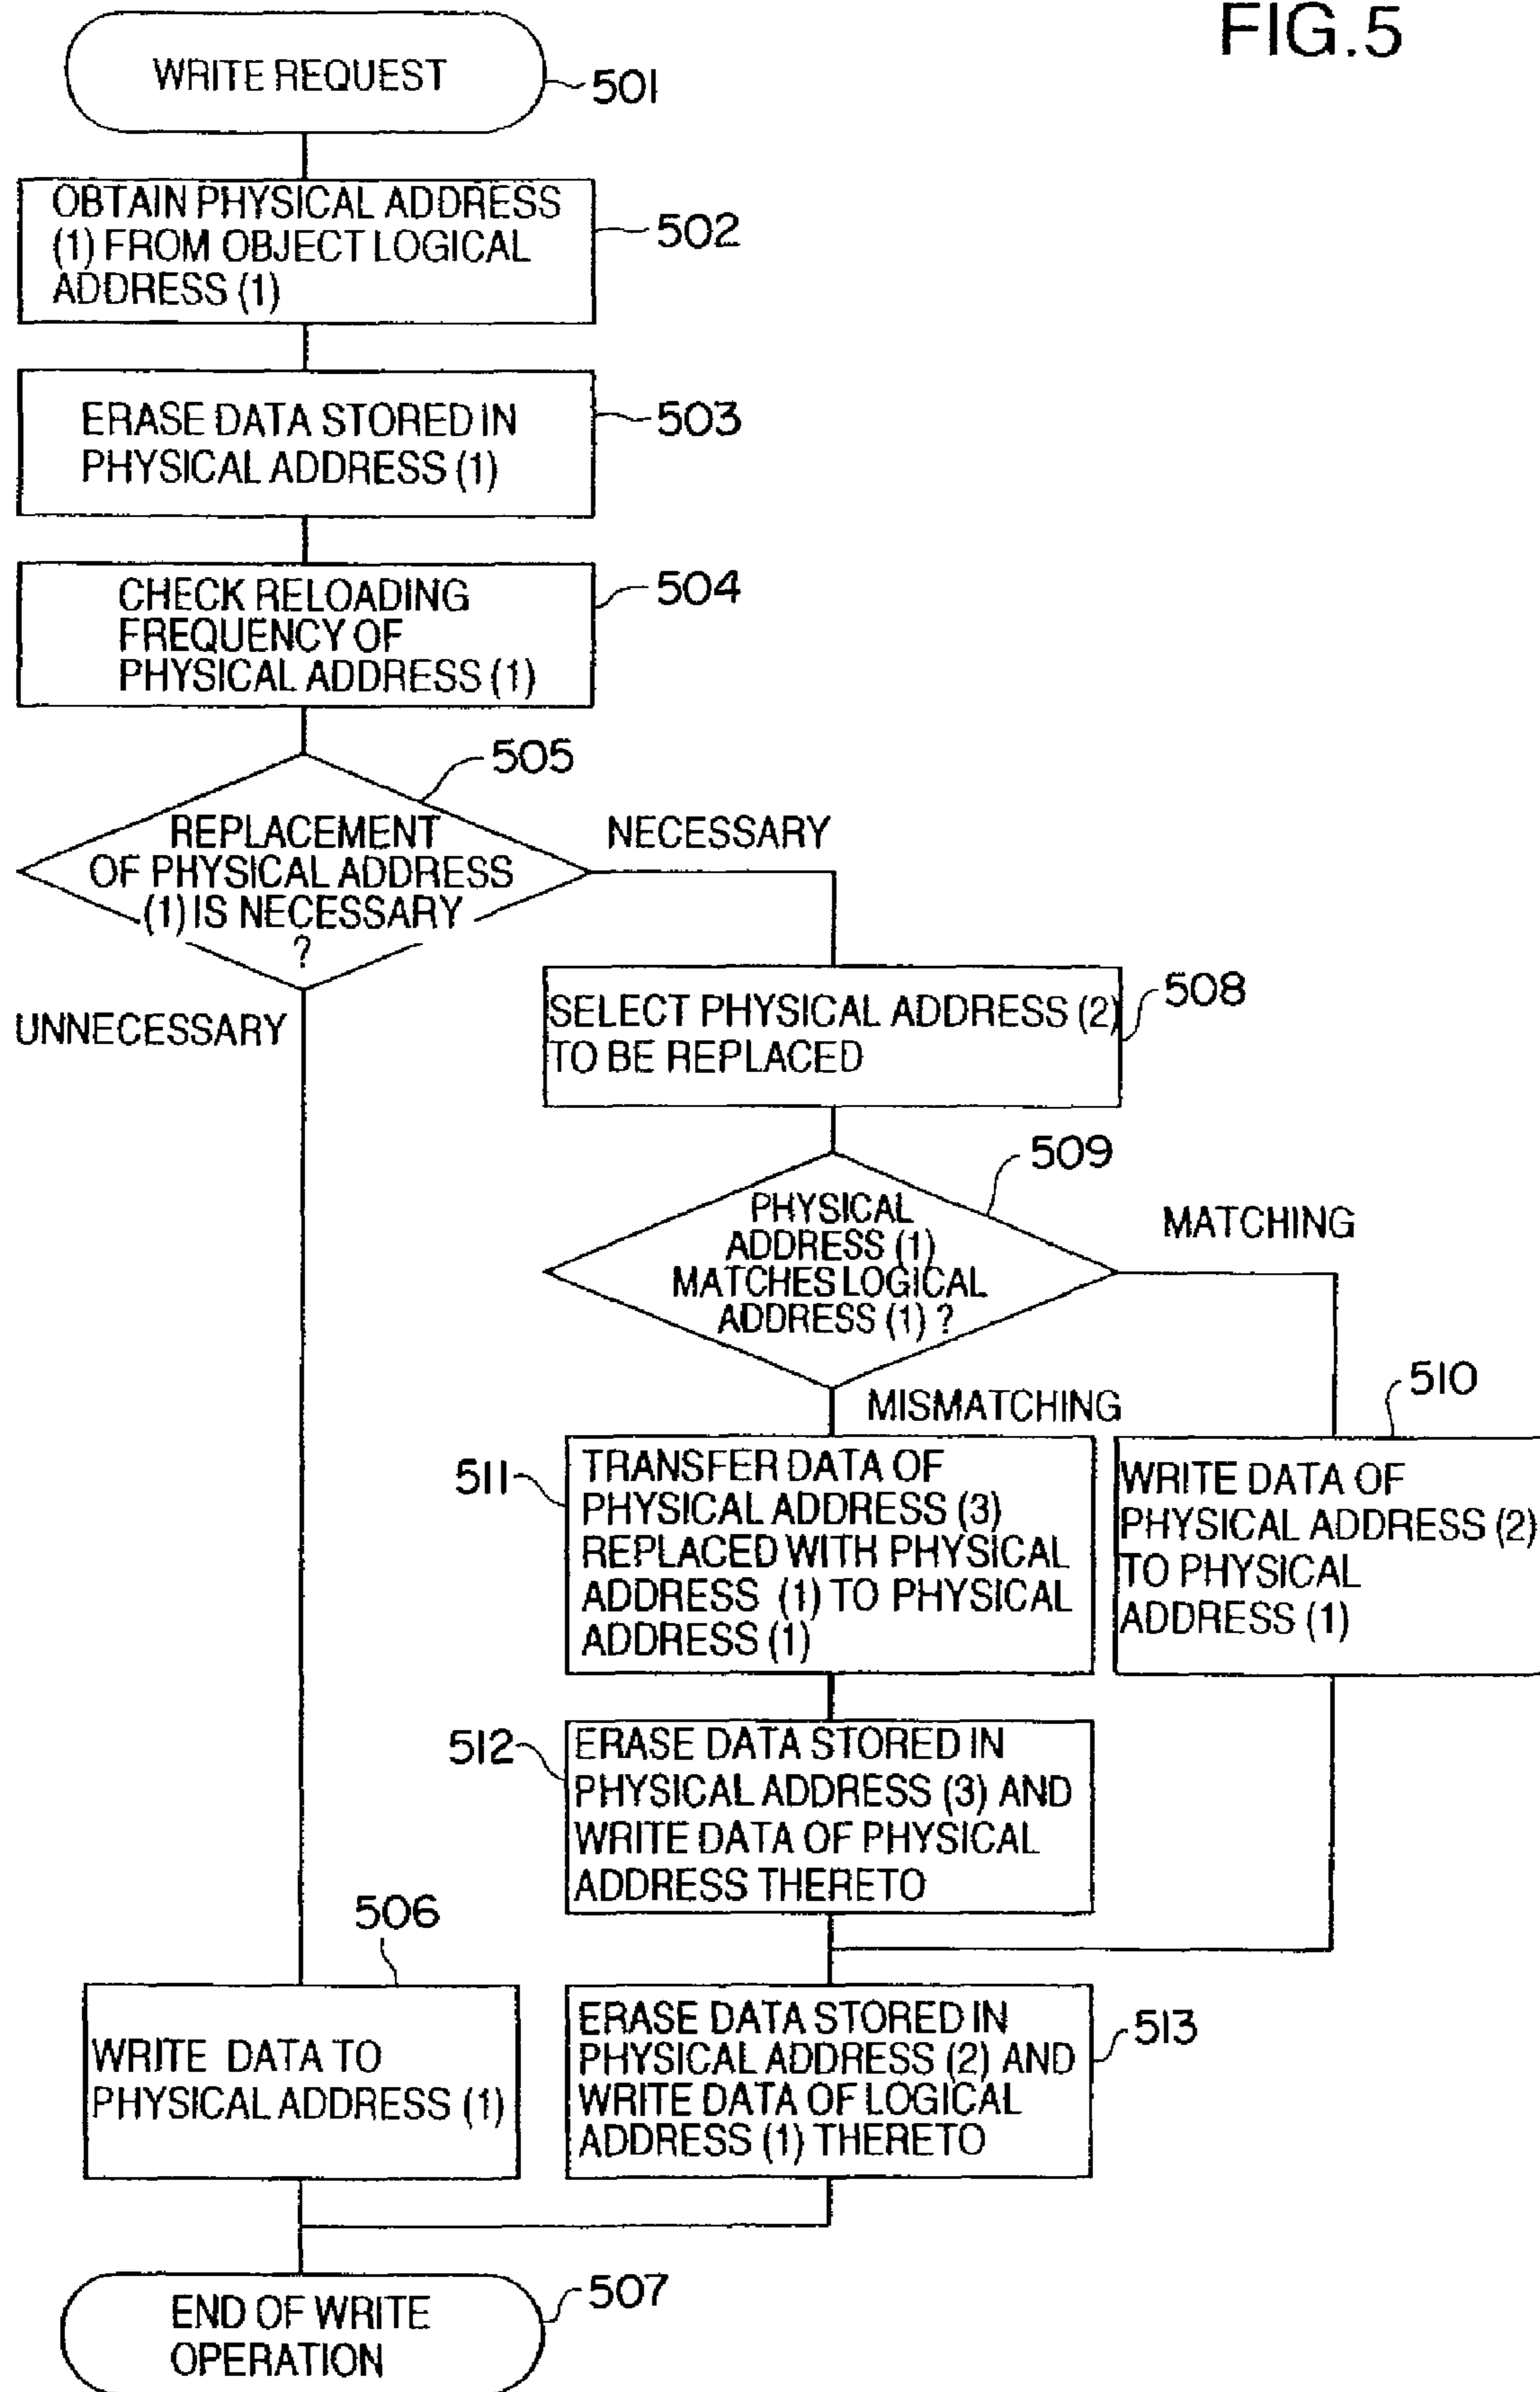 FIG.5
WRITE REQUEST
501
OBTAIN PHYSICAL ADDRESS
(1) FROM OBJECT LOGICAL
ADDRESS (1)
502
ERASE DATA STORED IN
PHYSICAL ADDRESS (1)
503
CHECK RELOADING
FREQUENCY OF
PHYSICAL ADDRESS (1)
504
505
REPLACEMENT
OF PHYSICAL ADDRESS
(1) IS NECESSARY
?
NECESSARY
UNNECESSARY
SELECT PHYSICAL ADDRESS (2)
TO BE REPLACED
508
509
PHYSICAL
ADDRESS (1)
MATCHES LOGICAL
ADDRESS (1) ?
MATCHING
MISMATCHING
510
511
TRANSFER DATA OF
PHYSICAL ADDRESS (3)
REPLACED WITH PHYSICAL
ADDRESS (1) TO PHYSICAL
ADDRESS (1)
WRITE DATA OF
PHYSICAL ADDRESS (2)
TO PHYSICAL
ADDRESS (1)
512
ERASE DATA STORED IN
PHYSICAL ADDRESS (3) AND
WRITE DATA OF PHYSICAL
ADDRESS THERETO
506
WRITE DATA TO
PHYSICAL ADDRESS (1)
ERASE DATA STORED IN
PHYSICAL ADDRESS (2) AND
WRITE DATA OF LOGICAL
ADDRESS (1) THERETO
513
END OF WRITE
OPERATION
507